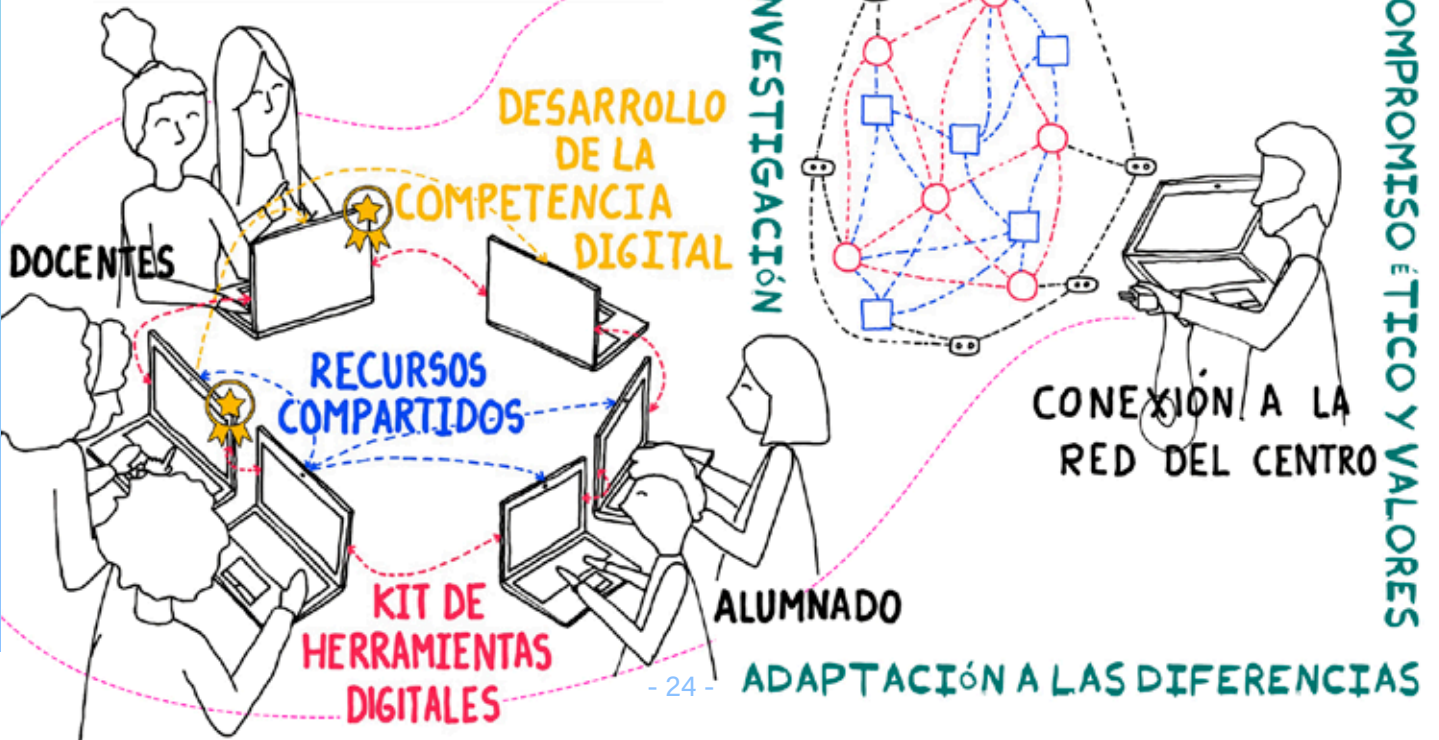 DESARROLLO
DE LA
COMPETENCIA
DIGITAL
DOCENTES
RECURSOS
COMPARTIDOS
KIT DE
HERRAMIENTAS
DIGITALES
ALUMNADO
- 24 -
NVESTIGACIÓN
CONEXIÓN A LA
RED DEL CENTRO
OMPROMISO ÉTICO Y VALORES
ADAPTACIÓN A LAS DIFERENCIAS